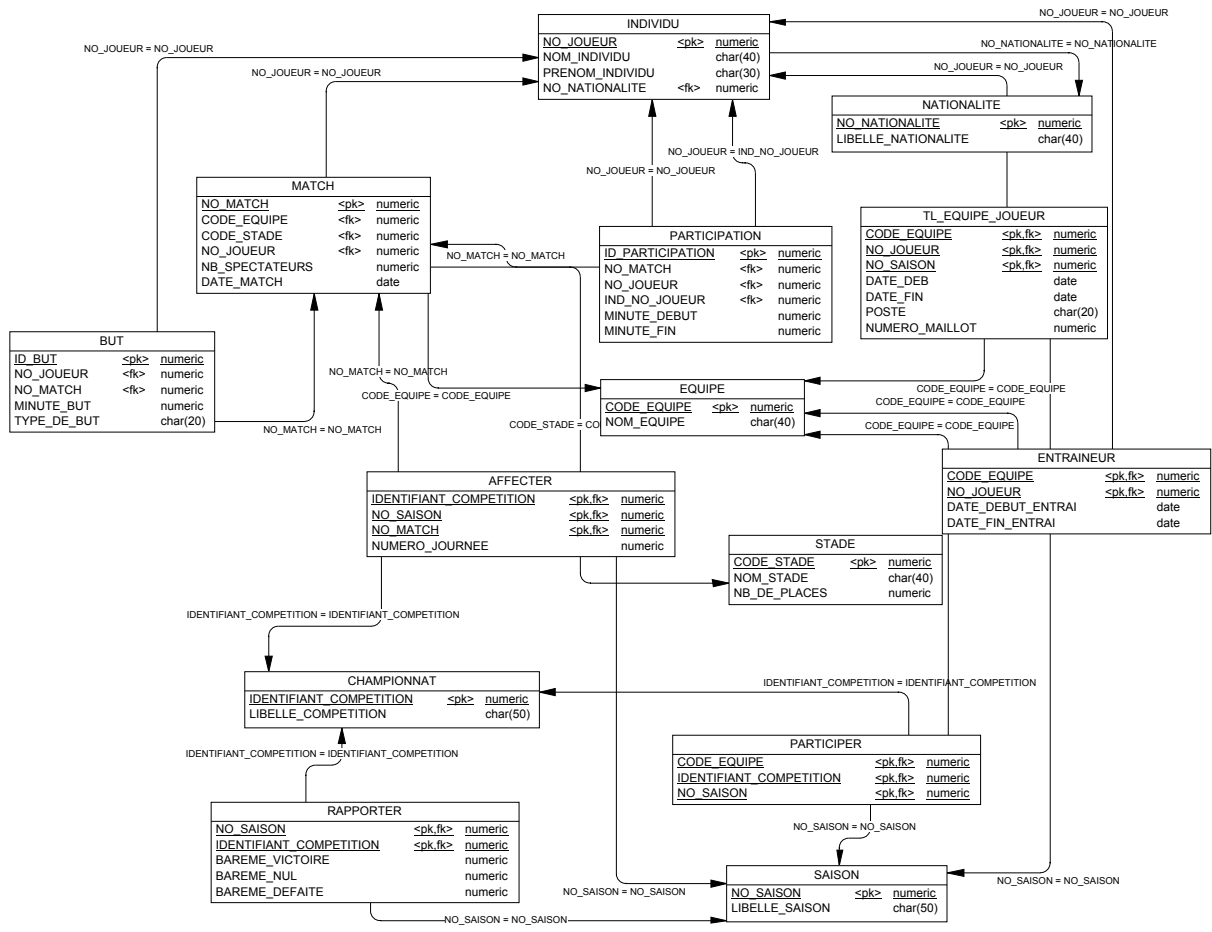 INDIVIDU
NO_JOUEUR <pk> numeric
NOM_INDIVIDU char(40)
PRENOM_INDIVIDU char(30)
NO_NATIONALITE <fk> numeric
NO_JOUEUR = NO_JOUEUR
NO_JOUEUR = NO_JOUEUR
NO_JOUEUR = NO_JOUEUR
NO_NATIONALITE = NO_NATIONALITE
NO_JOUEUR = NO_JOUEUR
NATIONALITE
NO_NATIONALITE <pk> numeric
LIBELLE_NATIONALITE char(40)
NO_JOUEUR = IND_NO_JOUEUR
NO_JOUEUR = NO_JOUEUR
MATCH
NO_MATCH <pk> numeric
CODE_EQUIPE <fk> numeric
CODE_STADE <fk> numeric
NO_JOUEUR <fk> numeric
NB_SPECTATEURS numeric
DATE_MATCH date
NO_MATCH = NO_MATCH
PARTICIPATION
ID_PARTICIPATION <pk> numeric
NO_MATCH <fk> numeric
NO_JOUEUR <fk> numeric
IND_NO_JOUEUR <fk> numeric
MINUTE_DEBUT numeric
MINUTE_FIN numeric
TL_EQUIPE_JOUEUR
CODE_EQUIPE <pk,fk> numeric
NO_JOUEUR <pk,fk> numeric
NO_SAISON <pk,fk> numeric
DATE_DEB date
DATE_FIN date
POSTE char(20)
NUMERO_MAILLOT numeric
BUT
ID_BUT <pk> numeric
NO_JOUEUR <fk> numeric
NO_MATCH <fk> numeric
MINUTE_BUT numeric
TYPE_DE_BUT char(20)
NO_MATCH = NO_MATCH
NO_MATCH = NO_MATCH
CODE_EQUIPE = CODE_EQUIPE
CODE_STADE = CO
EQUIPE
CODE_EQUIPE <pk> numeric
NOM_EQUIPE char(40)
CODE_EQUIPE = CODE_EQUIPE
CODE_EQUIPE = CODE_EQUIPE
CODE_EQUIPE = CODE_EQUIPE
ENTRAINEUR
CODE_EQUIPE <pk,fk> numeric
NO_JOUEUR <pk,fk> numeric
DATE_DEBUT_ENTRAI date
DATE_FIN_ENTRAI date
AFFECTER
IDENTIFIANT_COMPETITION <pk,fk> numeric
NO_SAISON <pk,fk> numeric
NO_MATCH <pk,fk> numeric
NUMERO_JOURNEE numeric
STADE
CODE_STADE <pk> numeric
NOM_STADE char(40)
NB_DE_PLACES numeric
IDENTIFIANT_COMPETITION = IDENTIFIANT_COMPETITION
CHAMPIONNAT
IDENTIFIANT_COMPETITION <pk> numeric
LIBELLE_COMPETITION char(50)
IDENTIFIANT_COMPETITION = IDENTIFIANT_COMPETITION
IDENTIFIANT_COMPETITION = IDENTIFIANT_COMPETITION
PARTICIPER
CODE_EQUIPE <pk,fk> numeric
IDENTIFIANT_COMPETITION <pk,fk> numeric
NO_SAISON <pk,fk> numeric
RAPPORTER
NO_SAISON <pk,fk> numeric
IDENTIFIANT_COMPETITION <pk,fk> numeric
BAREME_VICTOIRE numeric
BAREME_NUL numeric
BAREME_DEFAITE numeric
NO_SAISON = NO_SAISON
SAISON
NO_SAISON <pk> numeric
LIBELLE_SAISON char(50)
NO_SAISON = NO_SAISON
NO_SAISON = NO_SAISON
NO_SAISON = NO_SAISON